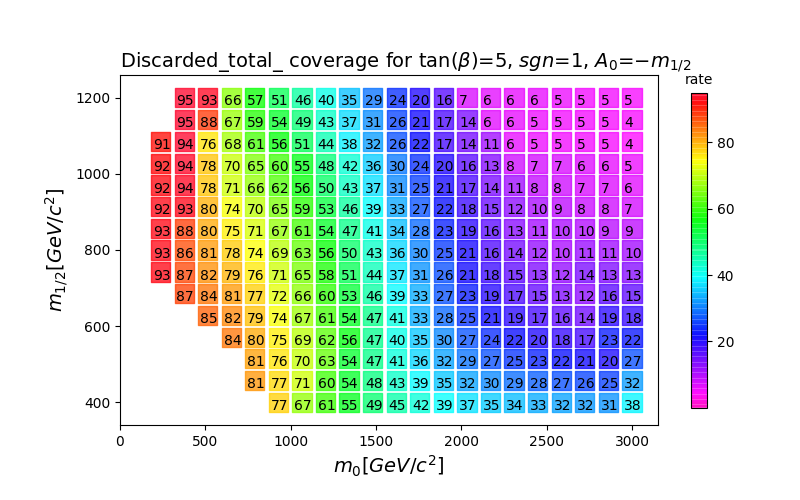 Discarded_total_ coverage for tan(β)=5, sgn=1, A₀=−m₁/₂
rate
1200 95 93 66 57 51 46 40 35 29 24 20 16 7 6 6 6 5 5 5 5
95 88 67 59 54 49 43 37 31 26 21 17 14 6 6 5 5 5 5 4
91 94 76 68 61 56 51 44 38 32 26 22 17 14 11 6 5 5 5 5 4 80
1000 92 94 78 70 65 60 55 48 42 36 30 24 20 16 13 8 7 7 6 6 5
92 94 78 71 66 62 56 50 43 37 31 25 21 17 14 11 8 8 7 7 6
92 93 80 74 70 65 59 53 46 39 33 27 22 18 15 12 10 9 8 8 7 60
93 88 80 75 71 67 61 54 47 41 34 28 23 19 16 13 11 10 10 9 9
800 93 86 81 78 74 69 63 56 50 43 36 30 25 21 16 14 12 10 11 11 10
93 87 82 79 76 71 65 58 51 44 37 31 26 21 18 15 13 12 14 13 13 40
87 84 81 77 72 66 60 53 46 39 33 27 23 19 17 15 13 12 16 15
600 85 82 79 75 69 61 54 47 41 33 28 25 21 19 17 16 14 19 18
84 80 75 69 62 56 47 40 35 30 27 24 22 20 18 17 23 22 20
81 76 70 63 54 47 41 36 32 29 27 25 23 22 21 20 27
81 77 71 60 54 48 43 39 35 32 30 29 28 27 26 25 32
400 77 67 61 55 49 45 42 39 37 35 34 33 32 32 31 38
0 500 1000 1500 2000 2500 3000
m₀[GeV/c²]
m₁/₂[GeV/c²]